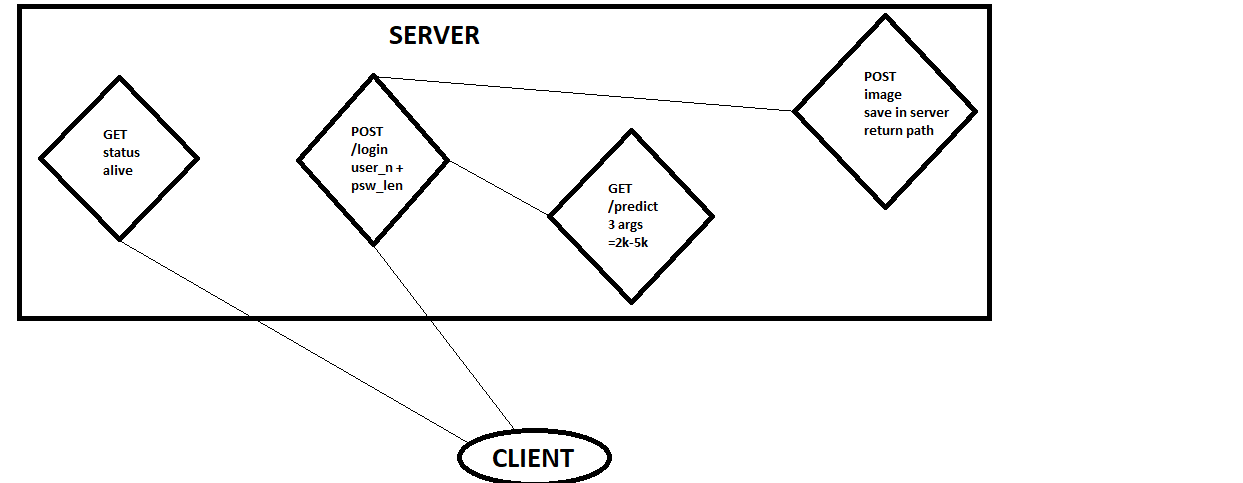 SERVER
GET
status
alive
POST
/login
user_n +
psw_len
GET
/predict
3 args
=2k-5k
POST
image
save in server
return path
CLIENT